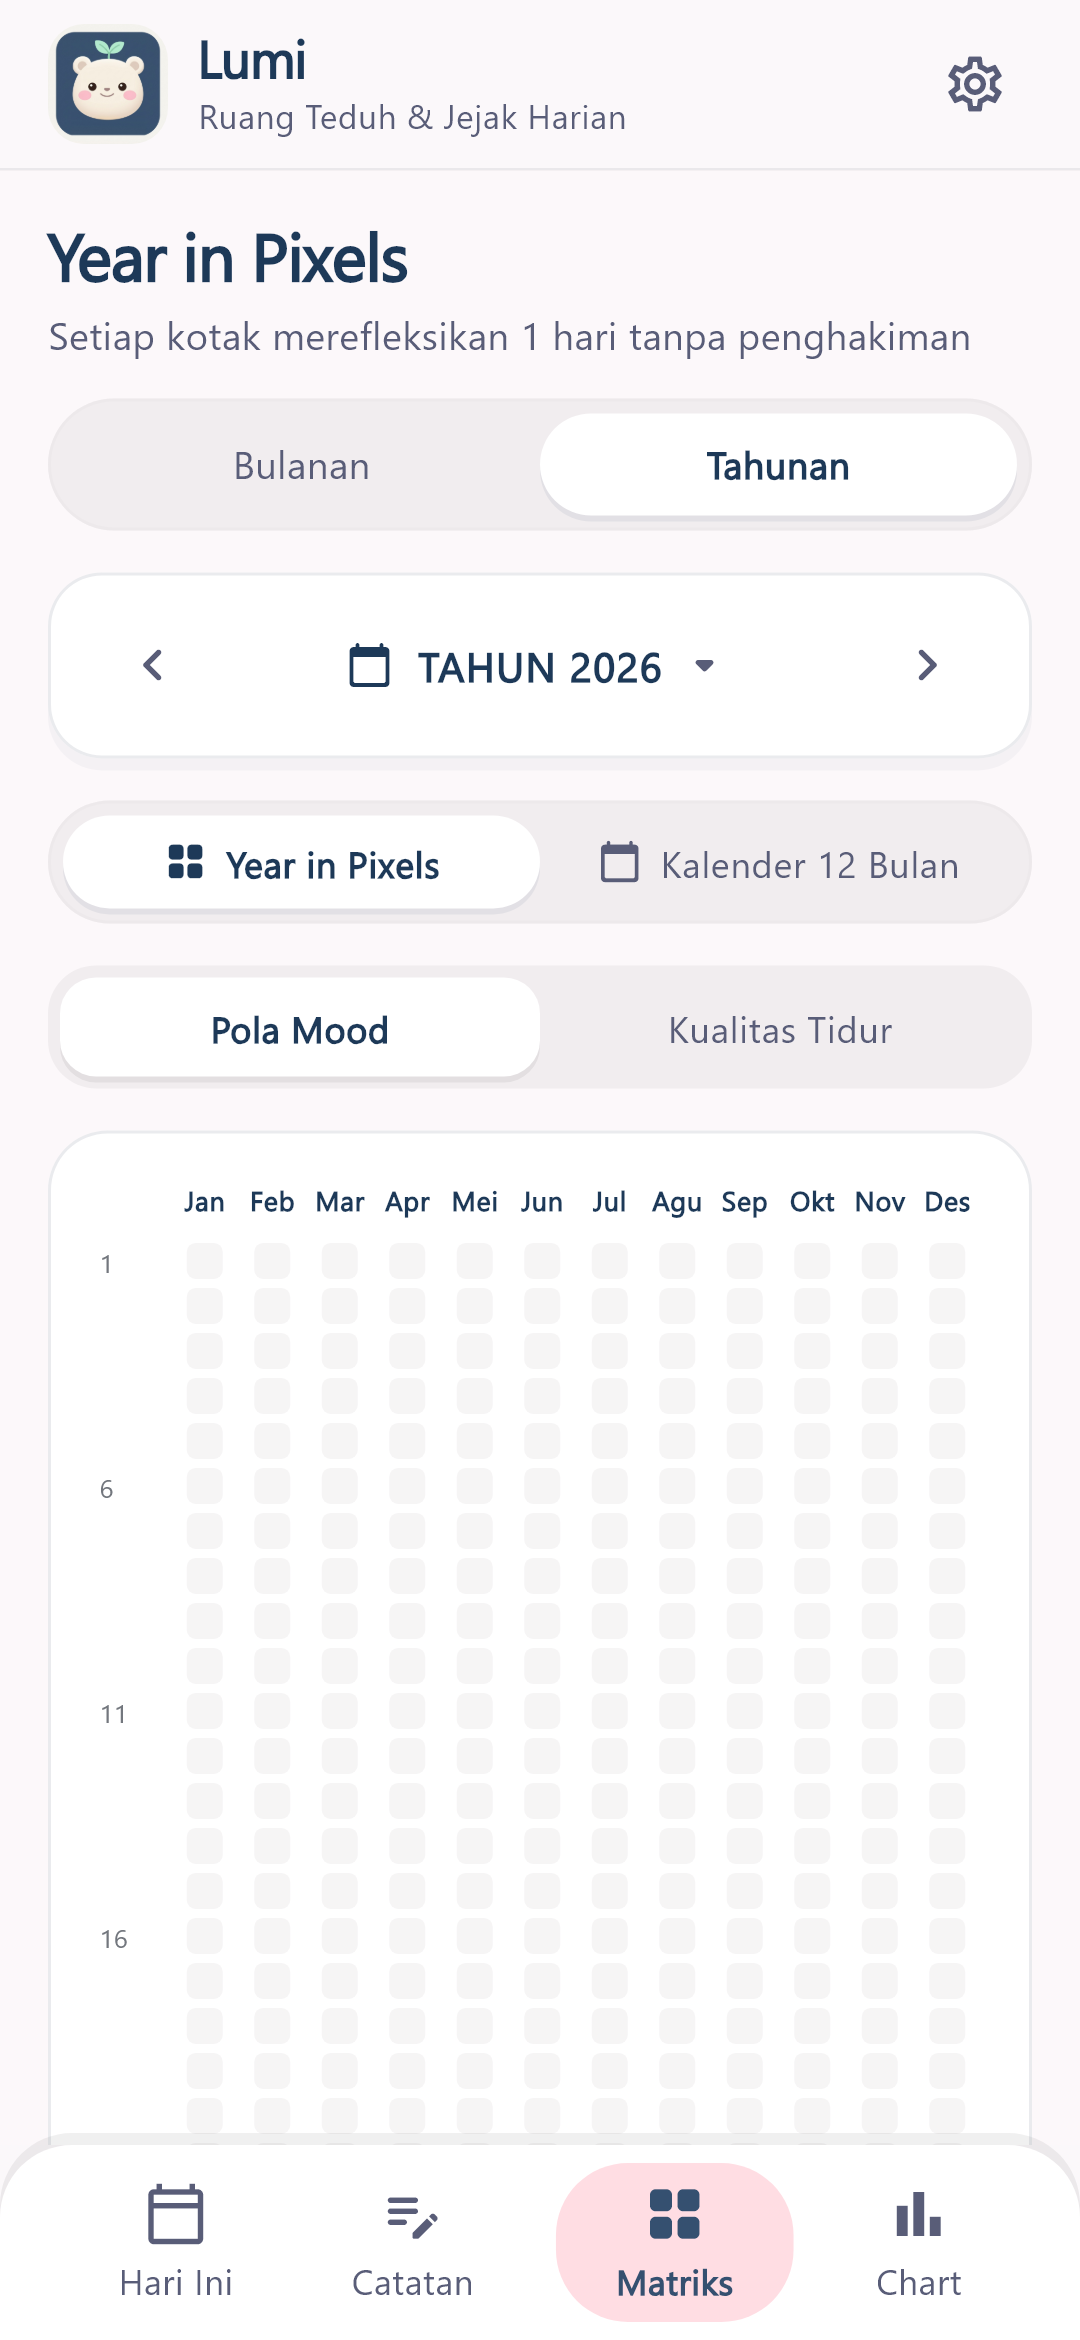 Lumi
Ruang Teduh & Jejak Harian
Year in Pixels
Setiap kotak merefleksikan 1 hari tanpa penghakiman
Bulanan Tahunan
TAHUN 2026
Year in Pixels Kalender 12 Bulan
Pola Mood Kualitas Tidur
Jan Feb Mar Apr Mei Jun Jul Agu Sep Okt Nov Des
1
6
11
16
Hari Ini Catatan Matriks Chart